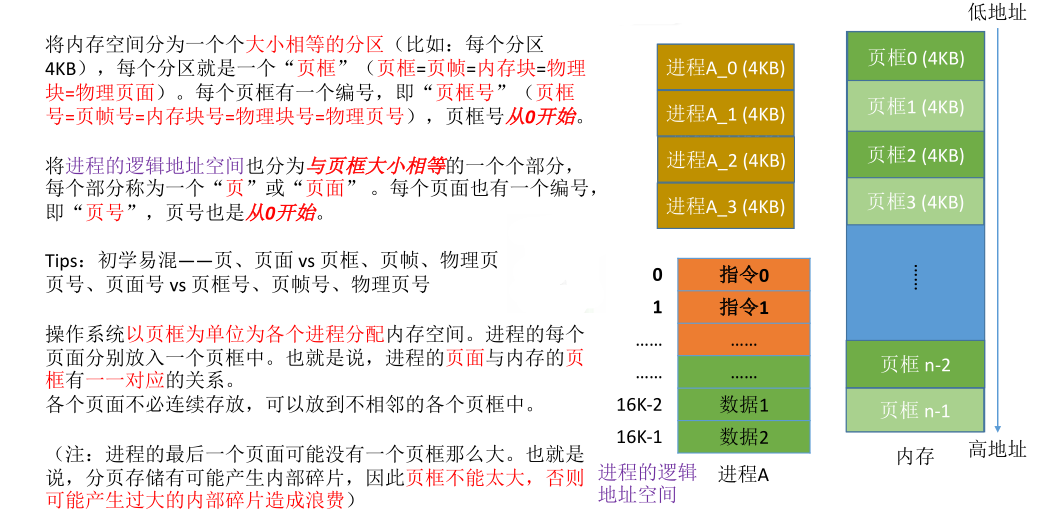 将内存空间分为一个个大小相等的分区（比如：每个分区
4KB），每个分区就是一个“页框”（页框=页帧=内存块=物理
块=物理页面）。每个页框有一个编号，即“页框号”（页框
号=页帧号=内存块号=物理块号=物理页号），页框号从0开始。
将进程的逻辑地址空间也分为与页框大小相等的一个个部分，
每个部分称为一个“页”或“页面” 。每个页面也有一个编号，
即“页号”，页号也是从0开始。
Tips：初学易混——页、页面 vs 页框、页帧、物理页
页号、页面号 vs 页框号、页帧号、物理页号
操作系统以页框为单位为各个进程分配内存空间。进程的每个
页面分别放入一个页框中。也就是说，进程的页面与内存的页
框有一一对应的关系。
各个页面不必连续存放，可以放到不相邻的各个页框中。
（注：进程的最后一个页面可能没有一个页框那么大。也就是
说，分页存储有可能产生内部碎片，因此页框不能太大，否则
可能产生过大的内部碎片造成浪费）
进程A_0 (4KB)
进程A_1 (4KB)
进程A_2 (4KB)
进程A_3 (4KB)
0 指令0
1 指令1
…… ……
…… ……
16K-2 数据1
16K-1 数据2
进程的逻辑
地址空间
进程A
低地址
页框0 (4KB)
页框1 (4KB)
页框2 (4KB)
页框3 (4KB)
……
页框 n-2
页框 n-1
内存
高地址